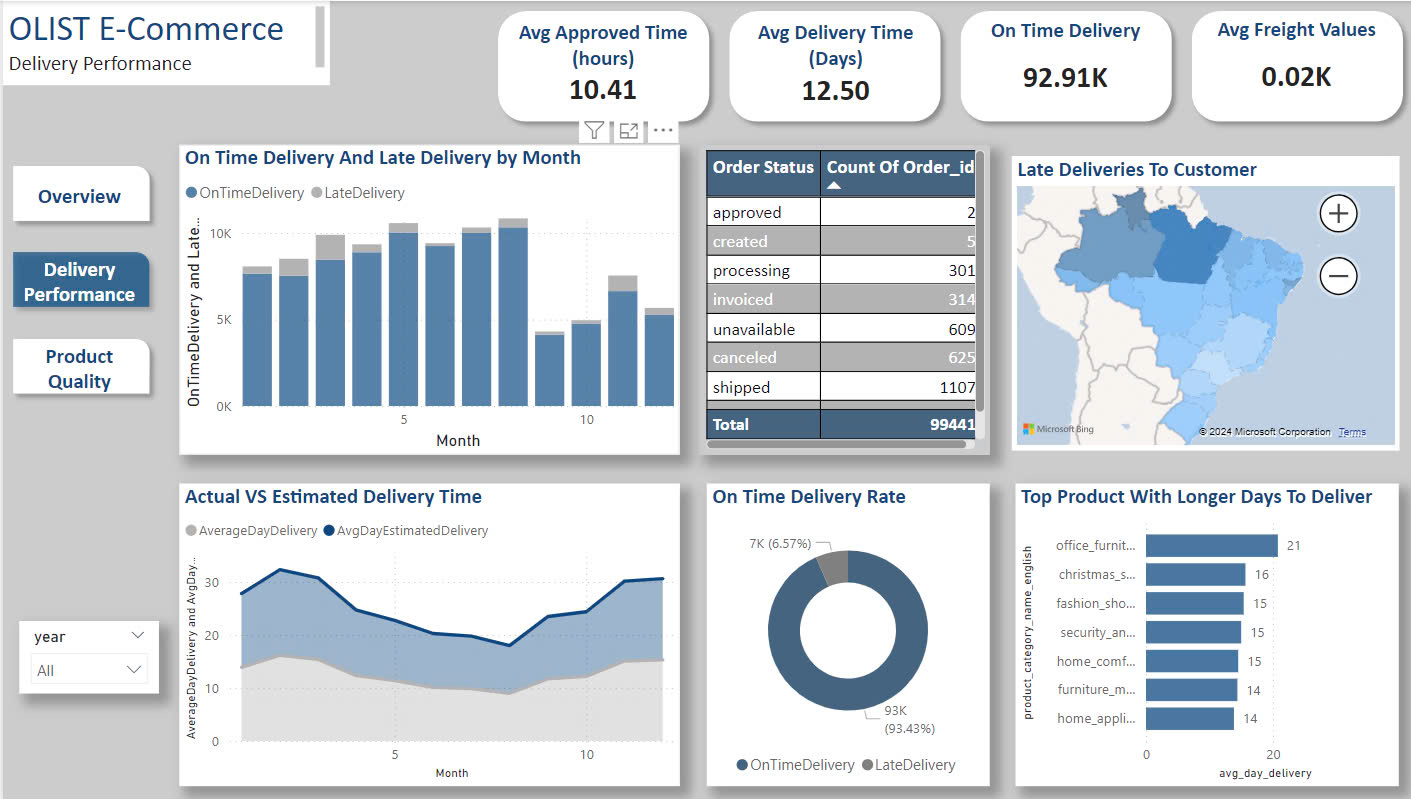 OLIST E-Commerce
Delivery Performance
Avg Approved Time
(hours)
10.41
Avg Delivery Time
(Days)
12.50
On Time Delivery
92.91K
Avg Freight Values
0.02K
Overview
Delivery
Performance
Product
Quality
year
All
On Time Delivery And Late Delivery by Month
OnTimeDelivery LateDelivery
OnTimeDelivery and Late...
10K
5K
0K
5 10
Month
Order Status Count Of Order_id
approved 2
created 5
processing 301
invoiced 314
unavailable 609
canceled 625
shipped 1107
Total 99441
Late Deliveries To Customer
Microsoft Bing
© 2024 Microsoft Corporation Terms
Actual VS Estimated Delivery Time
AverageDayDelivery AvgDayEstimatedDelivery
AverageDayDelivery and AvgDay...
30
20
10
0
5 10
Month
On Time Delivery Rate
7K (6.57%)
93K
(93.43%)
OnTimeDelivery LateDelivery
Top Product With Longer Days To Deliver
product_category_name_english
office_furnit... 21
christmas_s... 16
fashion_sho... 15
security_an... 15
home_comf... 15
furniture_m... 14
home_appli... 14
0 20
avg_day_delivery